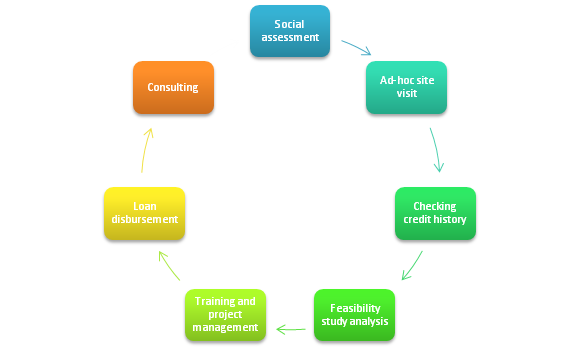 Social
assessment
Ad-hoc site
visit
Checking
credit history
Feasibility
study analysis
Training and
project
management
Loan
disbursement
Consulting